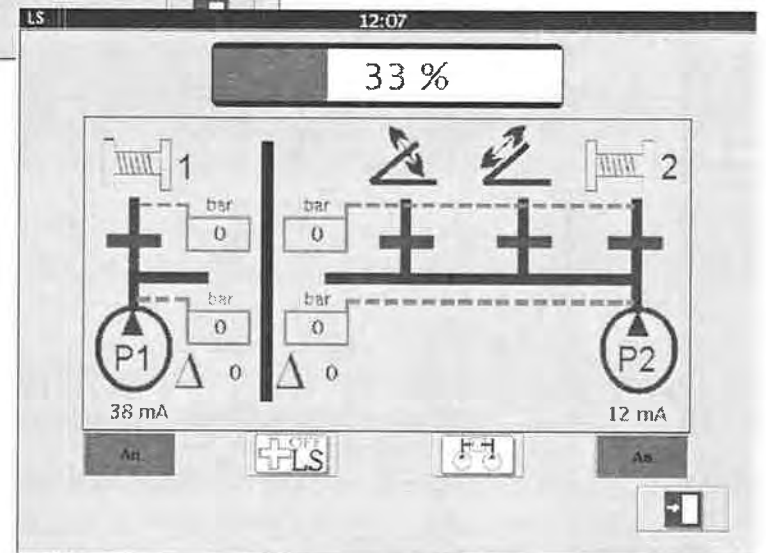 LS 12:07
33 %
1 2
bar bar
0 0
bar bar
0 0
P1 P2
Δ 0 Δ 0
38 mA 12 mA
An OFF An
LS